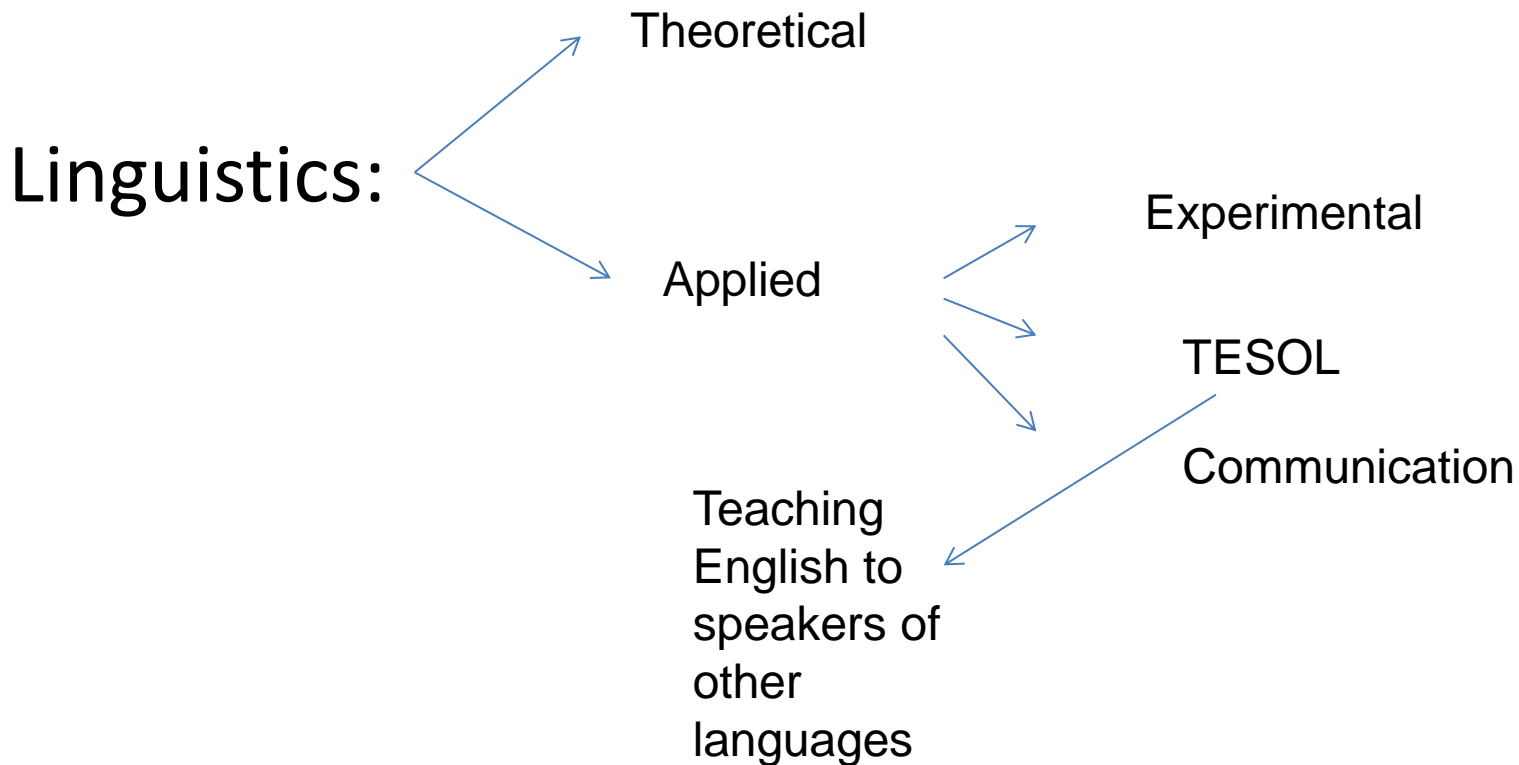 Theoretical
Linguistics:
Experimental
Applied
TESOL
Communication
Teaching
English to
speakers of
other
languages